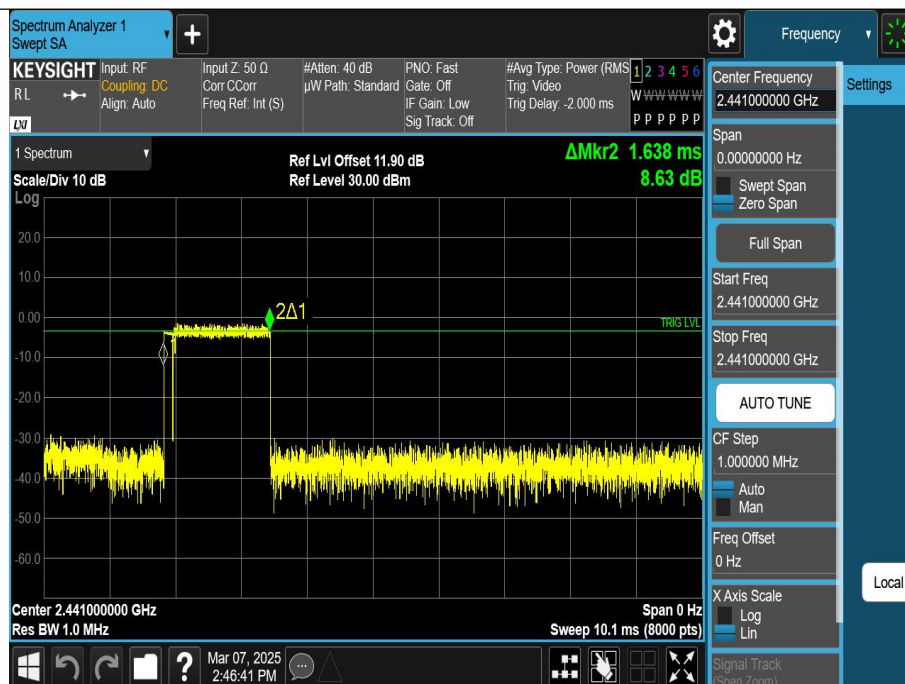 Spectrum Analyzer 1
Swept SA
Frequency
KEYSIGHT
RL
LXI
Input: RF
Coupling: DC
Align: Auto
Input Z: 50 Ω
Corr CCorr
Freq Ref: Int (S)
#Atten: 40 dB
µW Path: Standard
PNO: Fast
Gate: Off
IF Gain: Low
Sig Track: Off
#Avg Type: Power (RMS
Trig: Video
Trig Delay: -2.000 ms
1 2 3 4 5 6
W W W W W W
P P P P P P
1 Spectrum
Scale/Div 10 dB
Log
Ref Lvl Offset 11.90 dB
Ref Level 30.00 dBm
ΔMkr2 1.638 ms
8.63 dB
20.0
10.0
0.00
-10.0
-20.0
-30.0
-40.0
-50.0
-60.0
2Δ1
TRIG LVL
Center 2.441000000 GHz
Res BW 1.0 MHz
Span 0 Hz
Sweep 10.1 ms (8000 pts)
Mar 07, 2025
2:46:41 PM
Center Frequency
2.441000000 GHz
Span
0.00000000 Hz
Swept Span
Zero Span
Full Span
Start Freq
2.441000000 GHz
Stop Freq
2.441000000 GHz
AUTO TUNE
CF Step
1.000000 MHz
Auto
Man
Freq Offset
0 Hz
X Axis Scale
Log
Lin
Signal Track
(Span Zoom)
Settings
Local